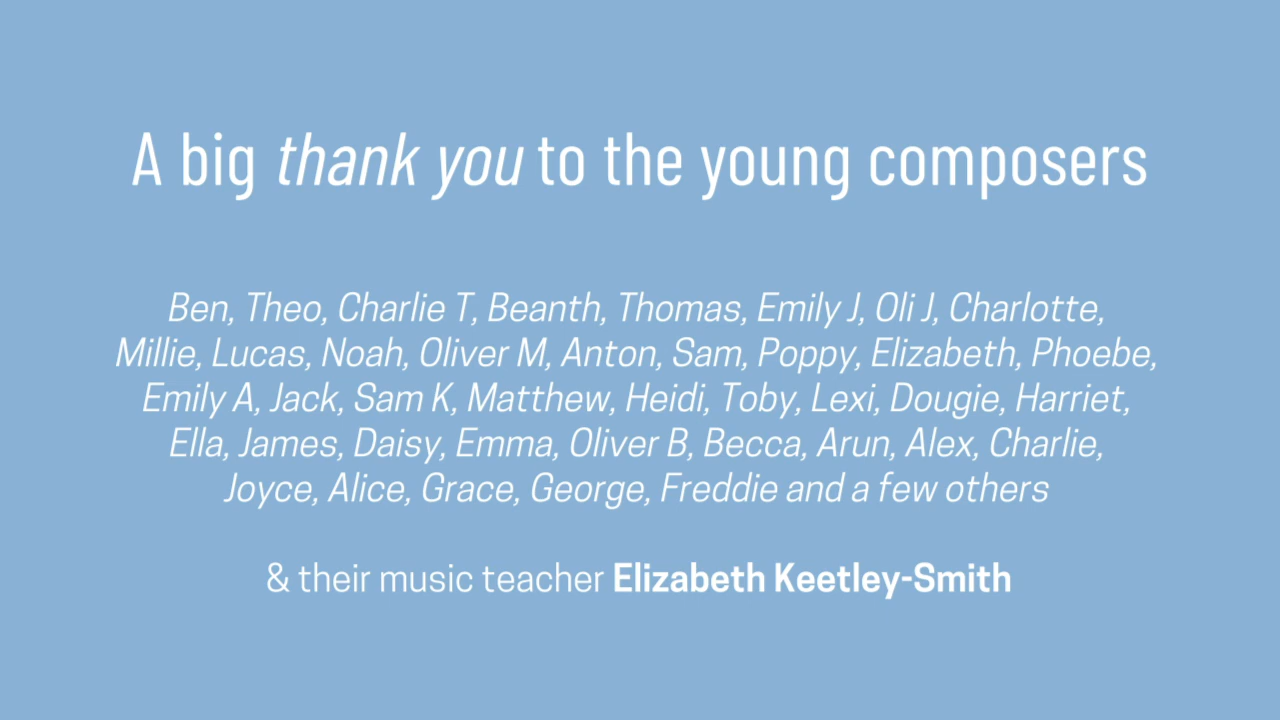 A big thank you to the young composers
Ben, Theo, Charlie T, Beanth, Thomas, Emily J, Oli J, Charlotte,
Millie, Lucas, Noah, Oliver M, Anton, Sam, Poppy, Elizabeth, Phoebe,
Emily A, Jack, Sam K, Matthew, Heidi, Toby, Lexi, Dougie, Harriet,
Ella, James, Daisy, Emma, Oliver B, Becca, Arun, Alex, Charlie,
Joyce, Alice, Grace, George, Freddie and a few others
& their music teacher Elizabeth Keetley-Smith